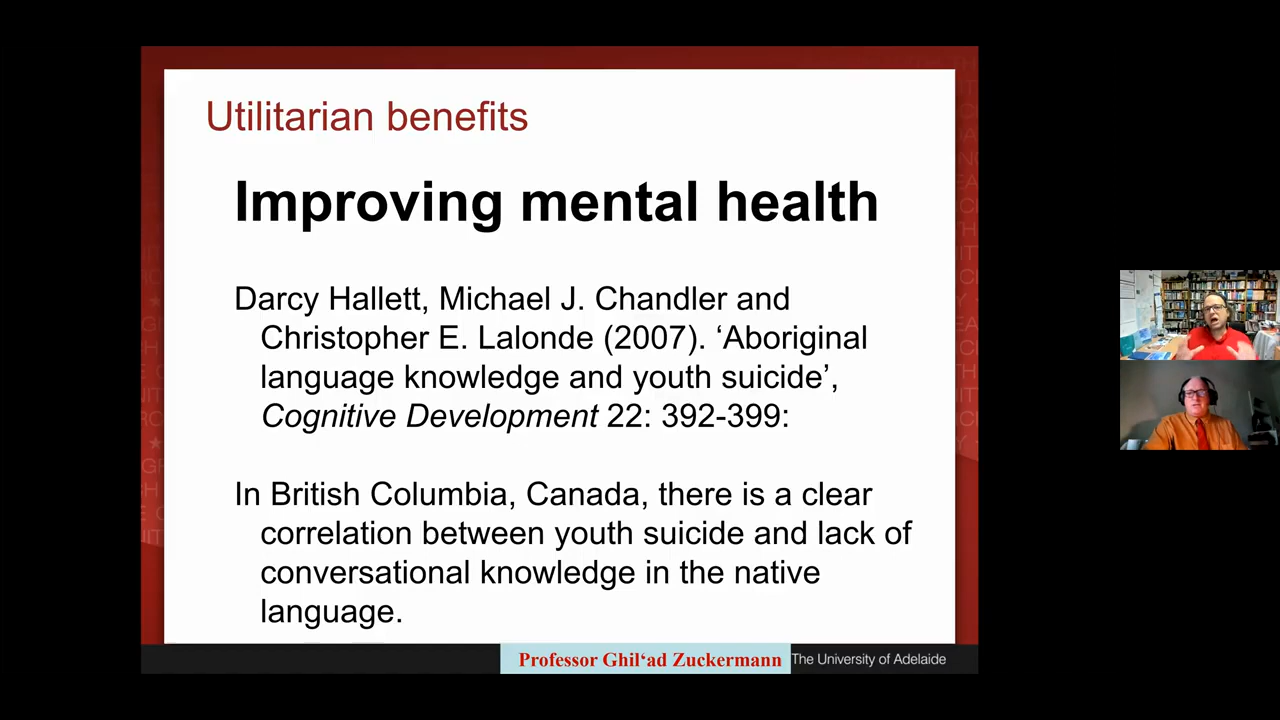 Utilitarian benefits
Improving mental health
Darcy Hallett, Michael J. Chandler and
Christopher E. Lalonde (2007). ‘Aboriginal
language knowledge and youth suicide’,
Cognitive Development 22: 392-399:
In British Columbia, Canada, there is a clear
correlation between youth suicide and lack of
conversational knowledge in the native
language.
Professor Ghil‘ad Zuckermann
The University of Adelaide